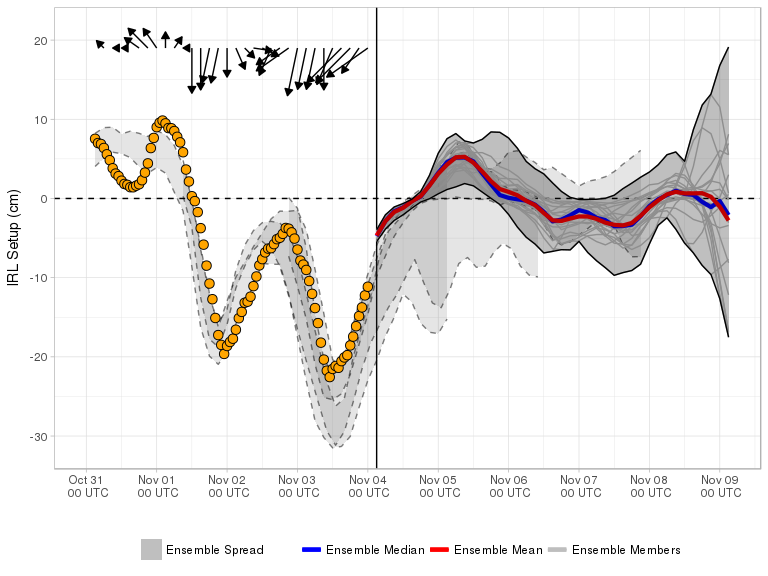 IRL Setup (cm)
20
10
0
-10
-20
-30
Oct 31 Nov 01 Nov 02 Nov 03 Nov 04 Nov 05 Nov 06 Nov 07 Nov 08 Nov 09
00 UTC 00 UTC 00 UTC 00 UTC 00 UTC 00 UTC 00 UTC 00 UTC 00 UTC 00 UTC
Ensemble Spread Ensemble Median Ensemble Mean Ensemble Members